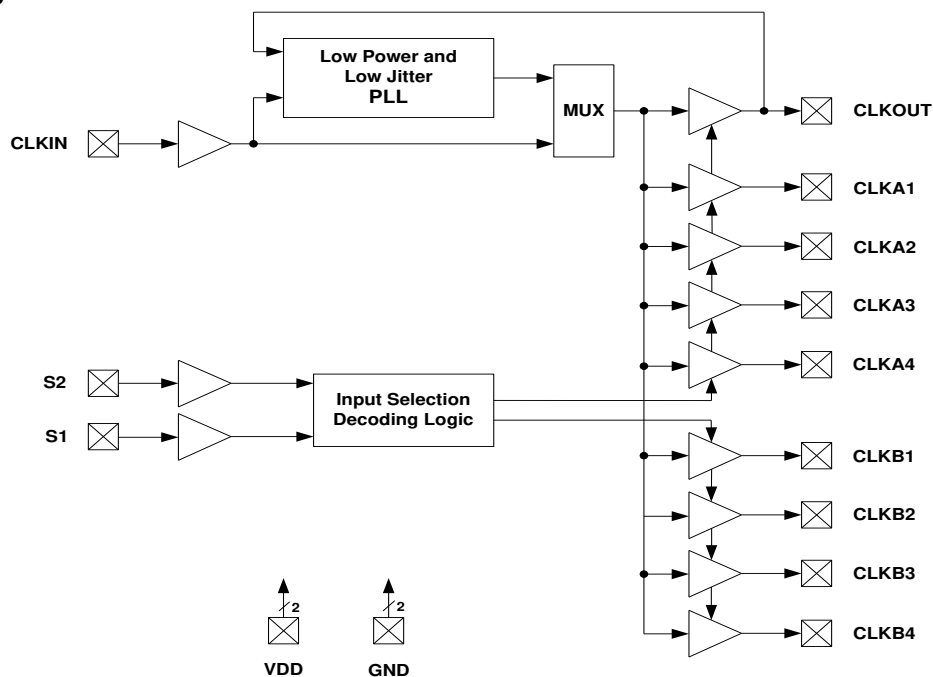 Low Power and
Low Jitter
PLL
MUX
CLKIN
CLKOUT
CLKA1
CLKA2
CLKA3
CLKA4
S2
S1
Input Selection
Decoding Logic
CLKB1
CLKB2
CLKB3
CLKB4
2
2
VDD
GND